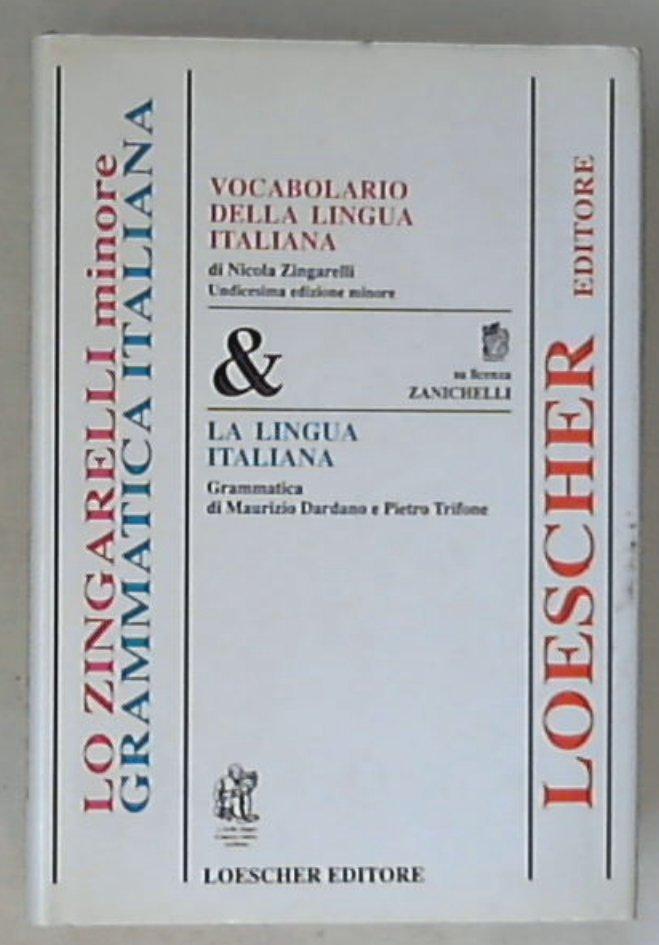 LO ZINGARELLI minore
GRAMMATICA ITALIANA
VOCABOLARIO
DELLA LINGUA
ITALIANA
di Nicola Zingarelli
Undicesima edizione minore
&
su licenza
ZANICHELLI
LA LINGUA
ITALIANA
Grammatica
di Maurizio Dardano e Pietro Trifone
LOESCHER EDITORE
LOESCHER EDITORE